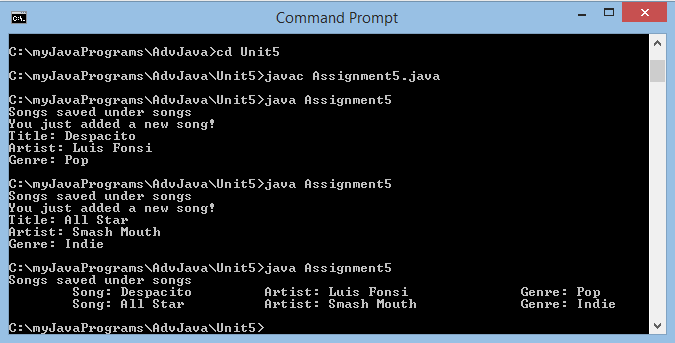 Command Prompt
C:\myJavaPrograms\AdvJava>cd Unit5
C:\myJavaPrograms\AdvJava\Unit5>javac Assignment5.java
C:\myJavaPrograms\AdvJava\Unit5>java Assignment5
Songs saved under songs
You just added a new song!
Title: Despacito
Artist: Luis Fonsi
Genre: Pop
C:\myJavaPrograms\AdvJava\Unit5>java Assignment5
Songs saved under songs
You just added a new song!
Title: All Star
Artist: Smash Mouth
Genre: Indie
C:\myJavaPrograms\AdvJava\Unit5>java Assignment5
Songs saved under songs
Song: Despacito Artist: Luis Fonsi Genre: Pop
Song: All Star Artist: Smash Mouth Genre: Indie
C:\myJavaPrograms\AdvJava\Unit5>